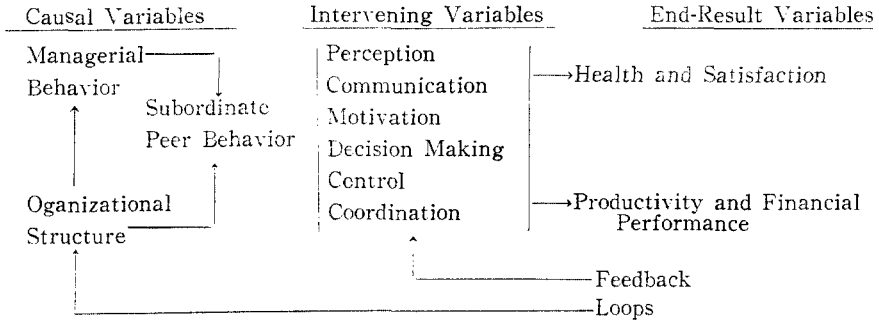 Causal Variables
Intervening Variables
End-Result Variables
Managerial
Behavior
Subordinate
Peer Behavior
Oganizational
Structure
Perception
Communication
Motivation
Decision Making
Control
Coordination
Health and Satisfaction
Productivity and Financial
Performance
Feedback
Loops